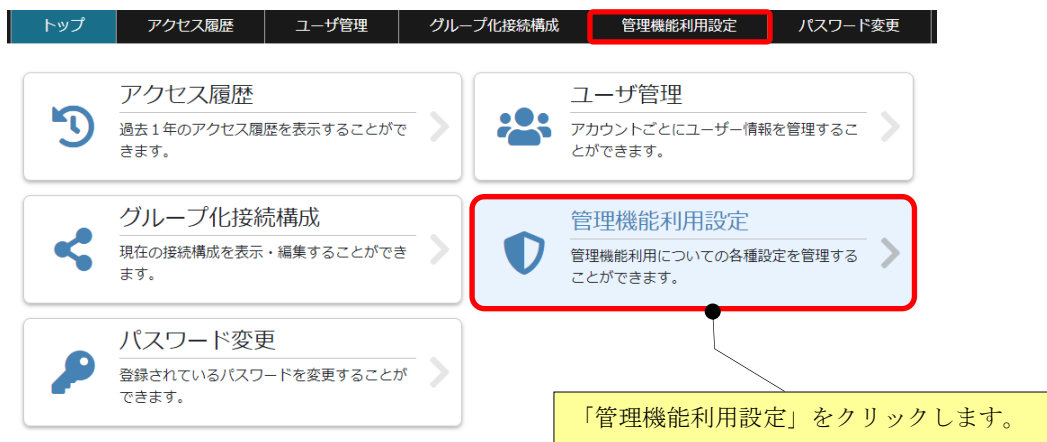 トップ アクセス履歴 ユーザ管理 グループ化接続構成 管理機能利用設定 パスワード変更
アクセス履歴
過去１年のアクセス履歴を表示することがで
きます。
ユーザ管理
アカウントごとにユーザー情報を管理するこ
とができます。
グループ化接続構成
現在の接続構成を表示・編集することができ
ます。
管理機能利用設定
管理機能利用についての各種設定を管理する
ことができます。
パスワード変更
登録されているパスワードを変更することが
できます。
「管理機能利用設定」をクリックします。